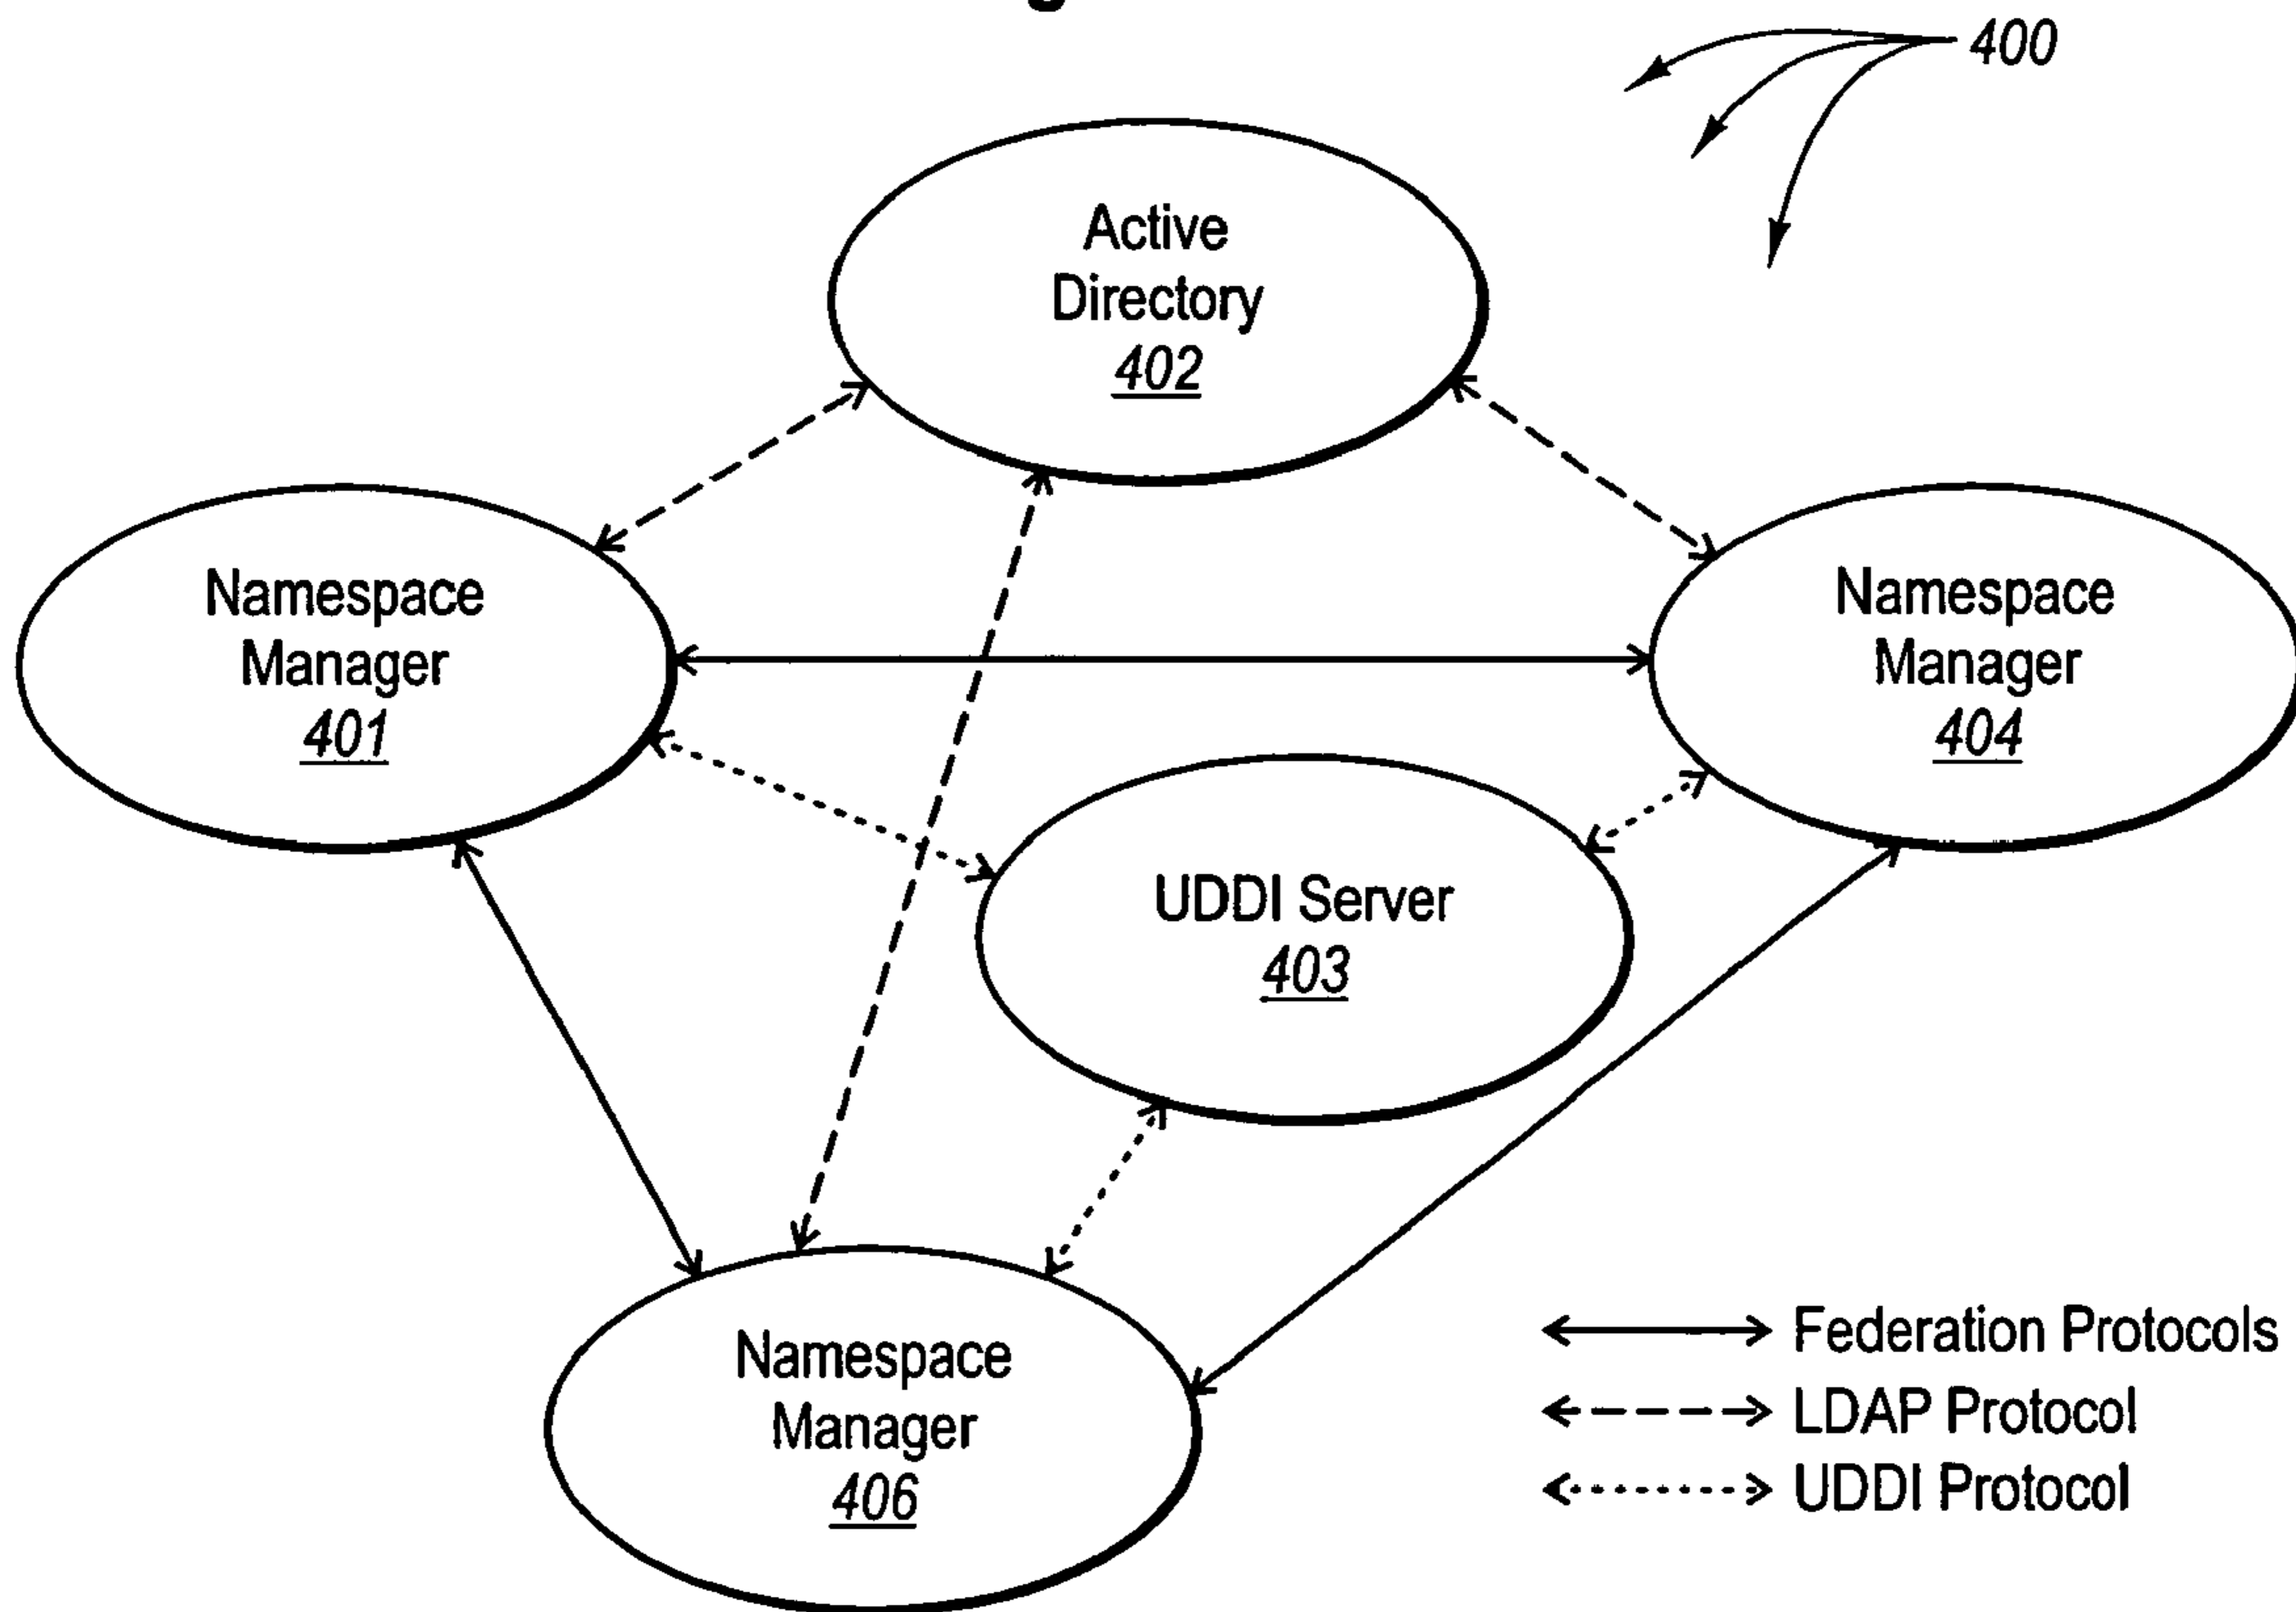 400
Active
Directory
402
Namespace
Manager
401
Namespace
Manager
404
UDDI Server
403
Namespace
Manager
406
Federation Protocols
LDAP Protocol
UDDI Protocol